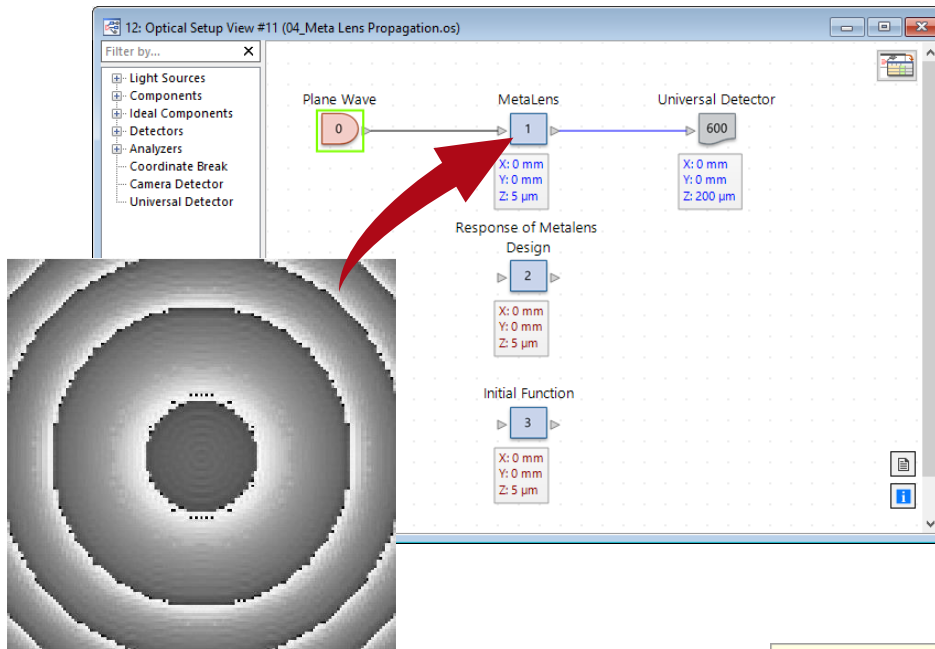 12: Optical Setup View #11 (04_Meta Lens Propagation.os)
Filter by...
Light Sources
Components
Ideal Components
Detectors
Analyzers
Coordinate Break
Camera Detector
Universal Detector
Plane Wave
0
MetaLens
1
X: 0 mm
Y: 0 mm
Z: 5 µm
Universal Detector
600
X: 0 mm
Y: 0 mm
Z: 200 µm
Response of Metalens
Design
2
X: 0 mm
Y: 0 mm
Z: 5 µm
Initial Function
3
X: 0 mm
Y: 0 mm
Z: 5 µm